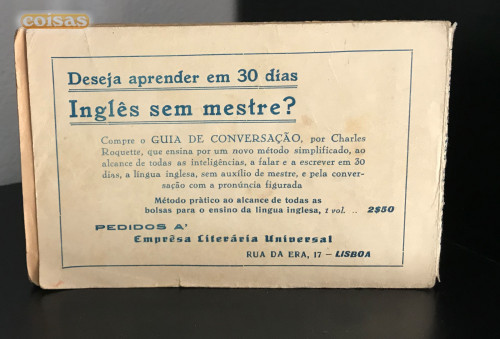 coisas
Deseja aprender em 30 dias
Inglês sem mestre?
Compre o GUIA DE CONVERSAÇÃO, por Charles
Roquette, que ensina por um novo método simplificado, ao
alcance de todas as inteligências, a falar e a escrever em 30
dias, a língua inglesa, sem auxílio de mestre, e pela conver-
sação com a pronúncia figurada
Método prático ao alcance de todas as
bolsas para o ensino da língua inglesa, 1 vol. .. 2$50
PEDIDOS A'
Emprêsa Literária Universal
RUA DA ERA, 17 – LISBOA